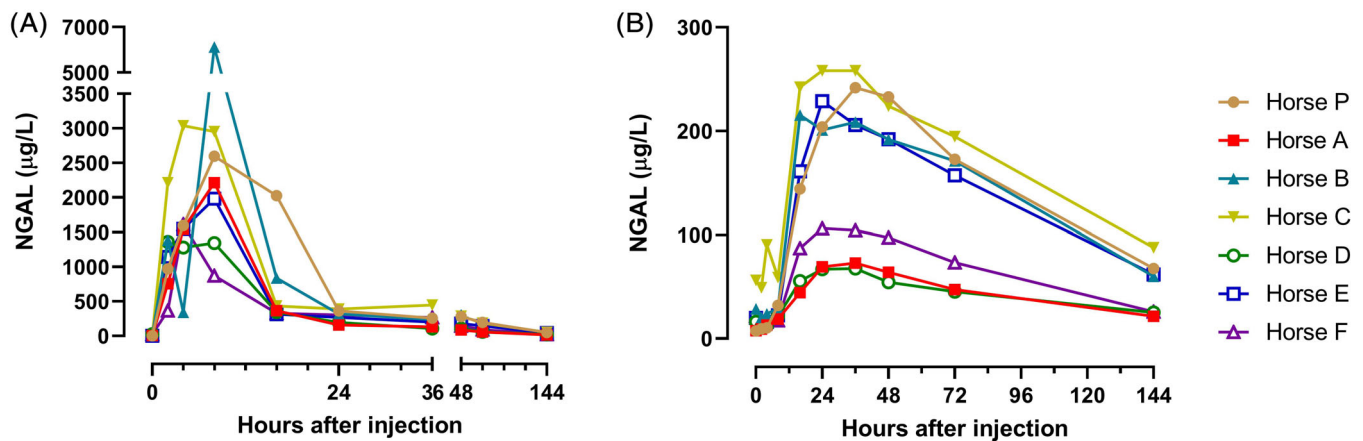 (A)
7000
5000
3500
3000
2500
2000
1500
1000
500
0
NGAL (µg/L)
0 24 36 48 144
Hours after injection
(B)
300
200
100
0
NGAL (µg/L)
0 24 48 72 96 120 144
Hours after injection
Horse P
Horse A
Horse B
Horse C
Horse D
Horse E
Horse F